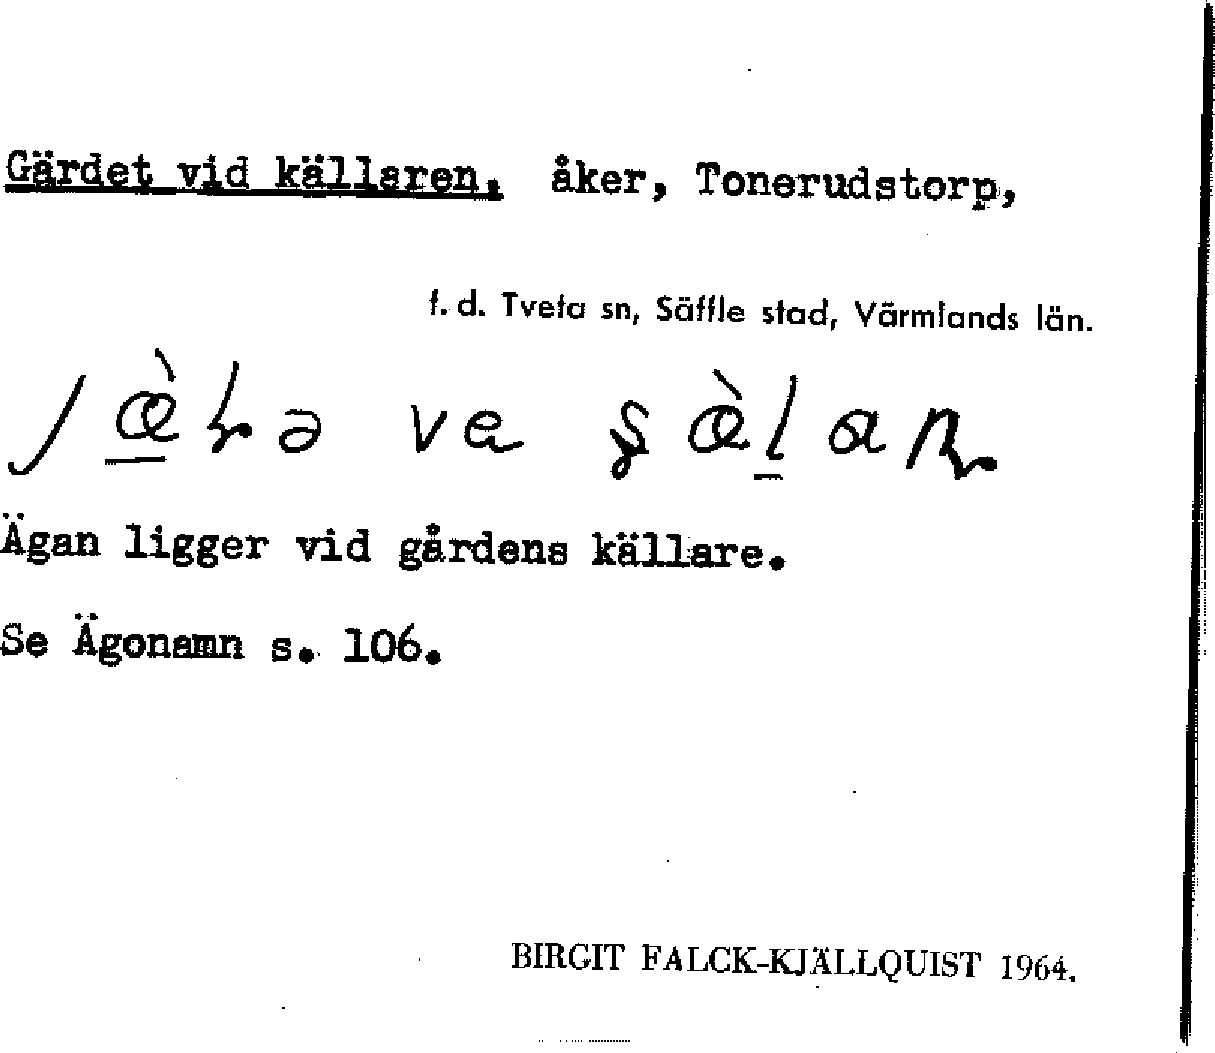 Gärdet vid källaren, åker, Tonerudstorp,
f. d. Tveta sn, Säffle stad, Värmlands län.
Ägan ligger vid gårdens källare.
Se Ägonamn s. 106.
BIRGIT FALCK-KJÄLLQUIST 1964.